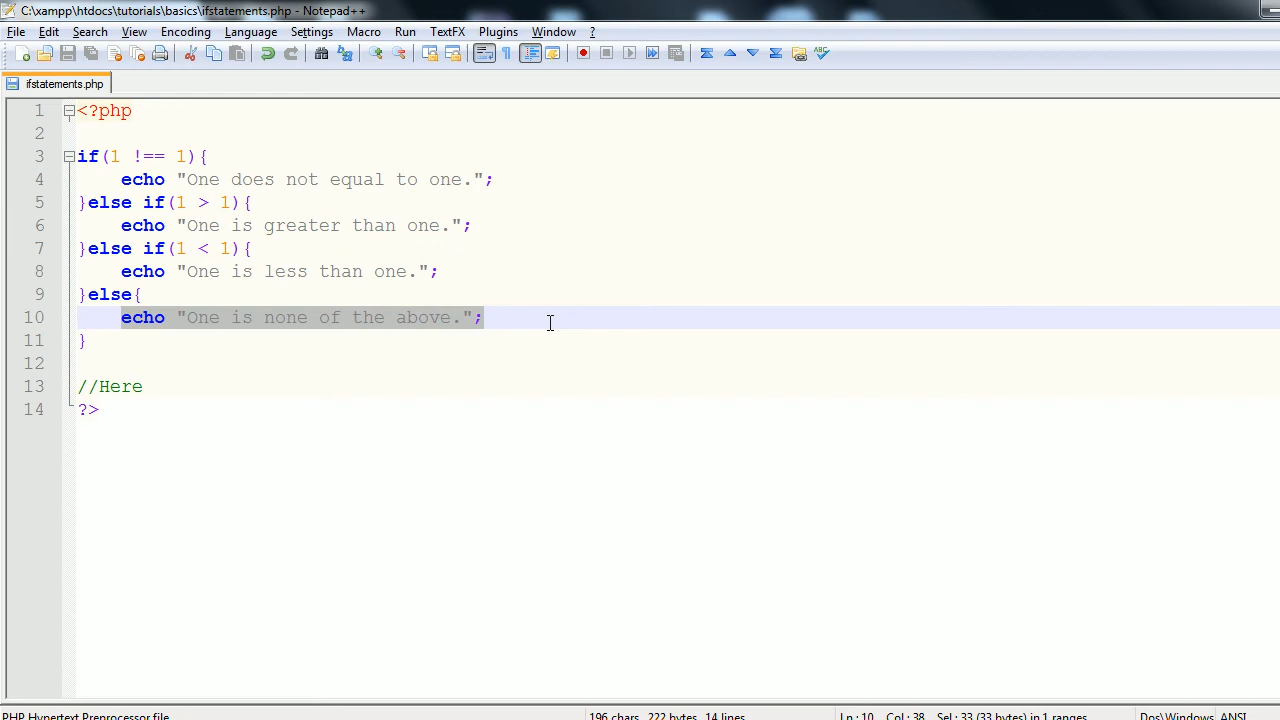 C:\xampp\htdocs\tutorials\basics\ifstatements.php - Notepad++
File Edit Search View Encoding Language Settings Macro Run TextFX Plugins Window ?
ifstatements.php
1 <?php
2
3 if(1 !== 1){
4 echo "One does not equal to one.";
5 }else if(1 > 1){
6 echo "One is greater than one.";
7 }else if(1 < 1){
8 echo "One is less than one.";
9 }else{
10 echo "One is none of the above.";
11 }
12
13 //Here
14 ?>
PHP Hypertext Preprocessor file 196 chars 222 bytes 14 lines Ln : 10 Col : 38 Sel : 33 (33 bytes) in 1 ranges Dos\Windows ANSI